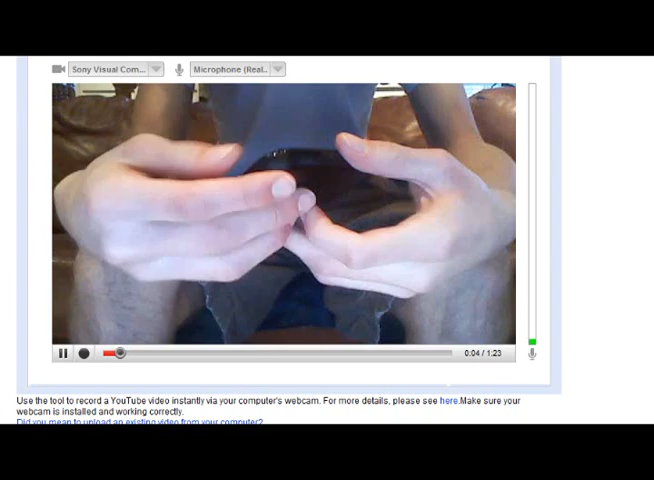 Sony Visual Com... Microphone (Real..
0:04 / 1:23
Use the tool to record a YouTube video instantly via your computer's webcam. For more details, please see here.Make sure your
webcam is installed and working correctly.
Did you mean to upload an existing video from your computer?